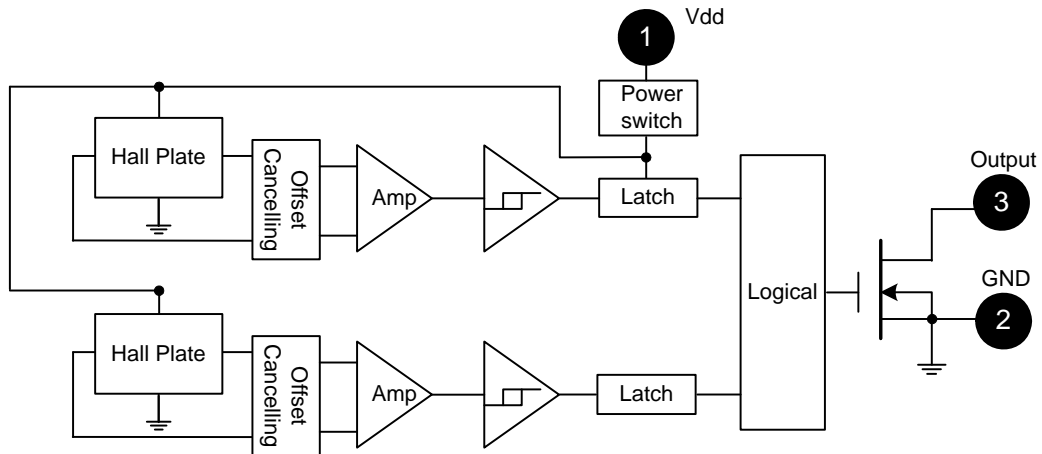 1
Vdd
Power
switch
Hall Plate
Offset
Cancelling
Amp
Latch
Output
3
Logical
GND
2
Hall Plate
Offset
Cancelling
Amp
Latch